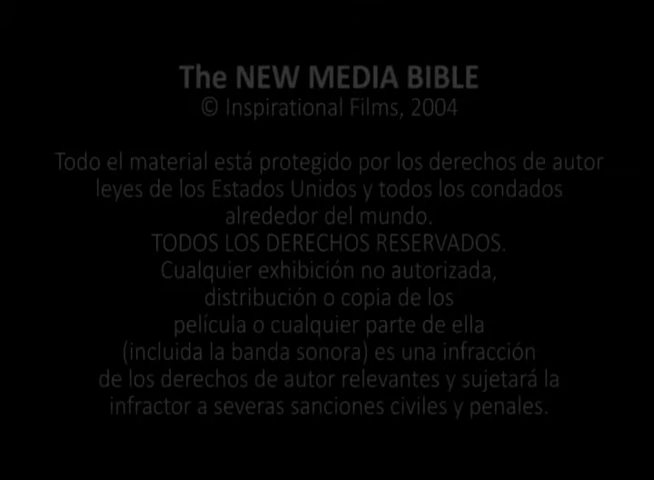 The NEW MEDIA BIBLE
© Inspirational Films, 2004
Todo el material está protegido por los derechos de autor
leyes de los Estados Unidos y todos los condados
alrededor del mundo.
TODOS LOS DERECHOS RESERVADOS.
Cualquier exhibición no autorizada,
distribución o copia de los
película o cualquier parte de ella
(incluida la banda sonora) es una infracción
de los derechos de autor relevantes y sujetará la
infractor a severas sanciones civiles y penales.